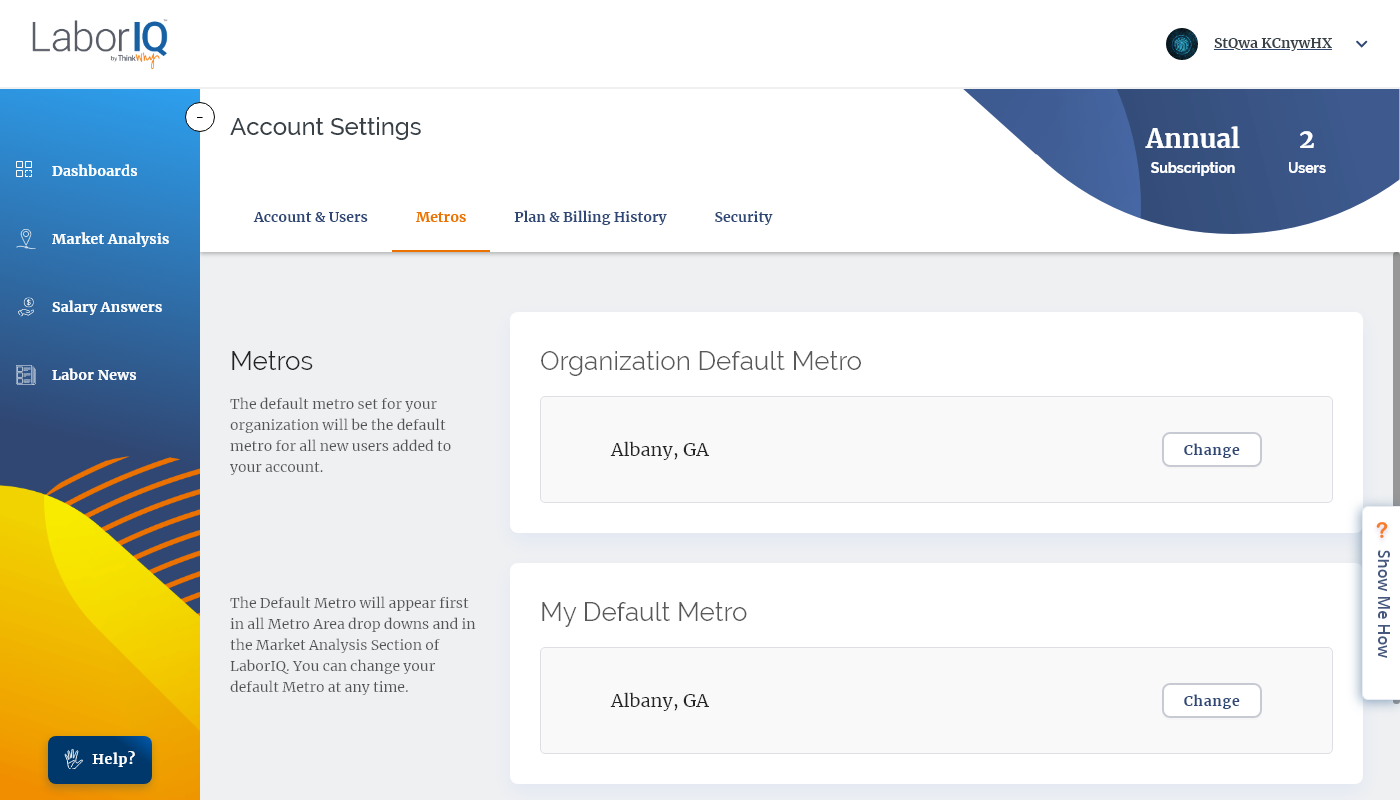 LaborIQ
by ThinkWhy
StQwa KCnywHX
-
Account Settings
Annual
Subscription
2
Users
Dashboards
Market Analysis
Salary Answers
Labor News
Account & Users
Metros
Plan & Billing History
Security
Metros
The default metro set for your
organization will be the default
metro for all new users added to
your account.
Organization Default Metro
Albany, GA
Change
The Default Metro will appear first
in all Metro Area drop downs and in
the Market Analysis Section of
LaborIQ. You can change your
default Metro at any time.
My Default Metro
Albany, GA
Change
? Show Me How
Help?